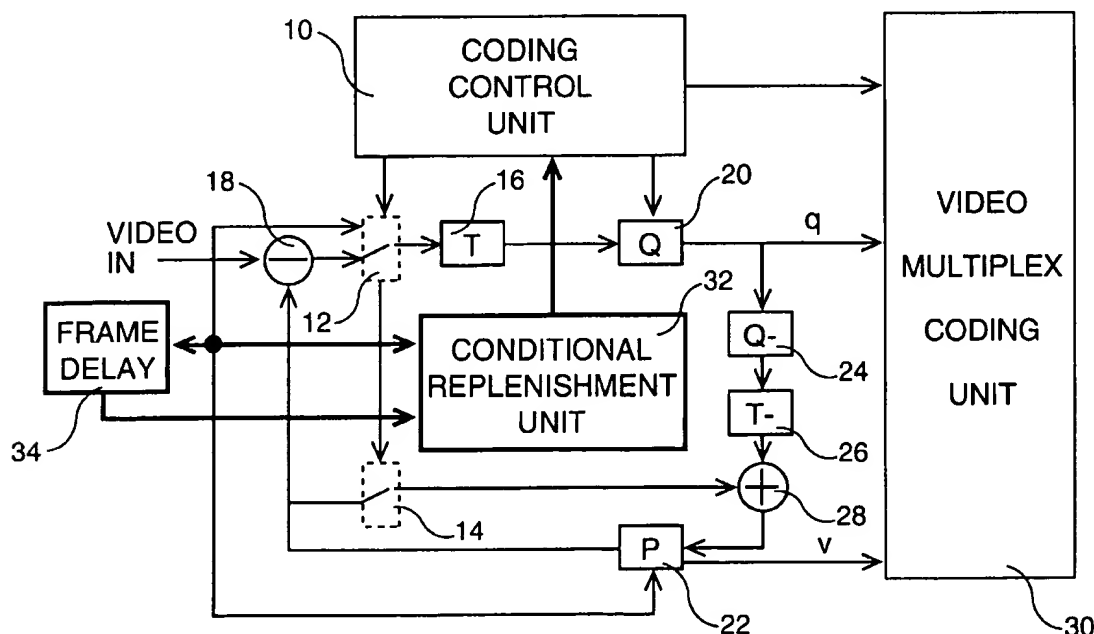 10
CODING
CONTROL
UNIT
18
16
20
VIDEO
IN
T
Q
q
12
32
FRAME
DELAY
34
CONDITIONAL
REPLENISHMENT
UNIT
Q-
24
T-
26
28
14
P
v
22
VIDEO
MULTIPLEX
CODING
UNIT
30